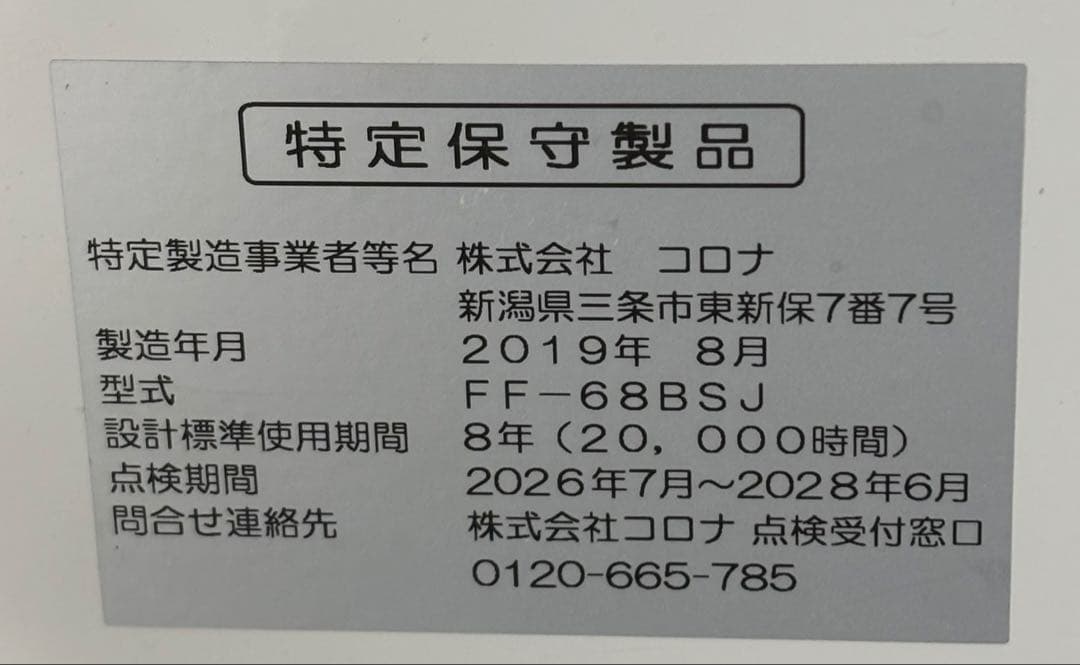 特定保守製品
特定製造事業者等名 株式会社 コロナ
新潟県三条市東新保7番7号
製造年月 2019年 8月
型式 FF-68BSJ
設計標準使用期間 8年(20,000時間)
点検期間 2026年7月~2028年6月
問合せ連絡先 株式会社コロナ 点検受付窓口
0120-665-785